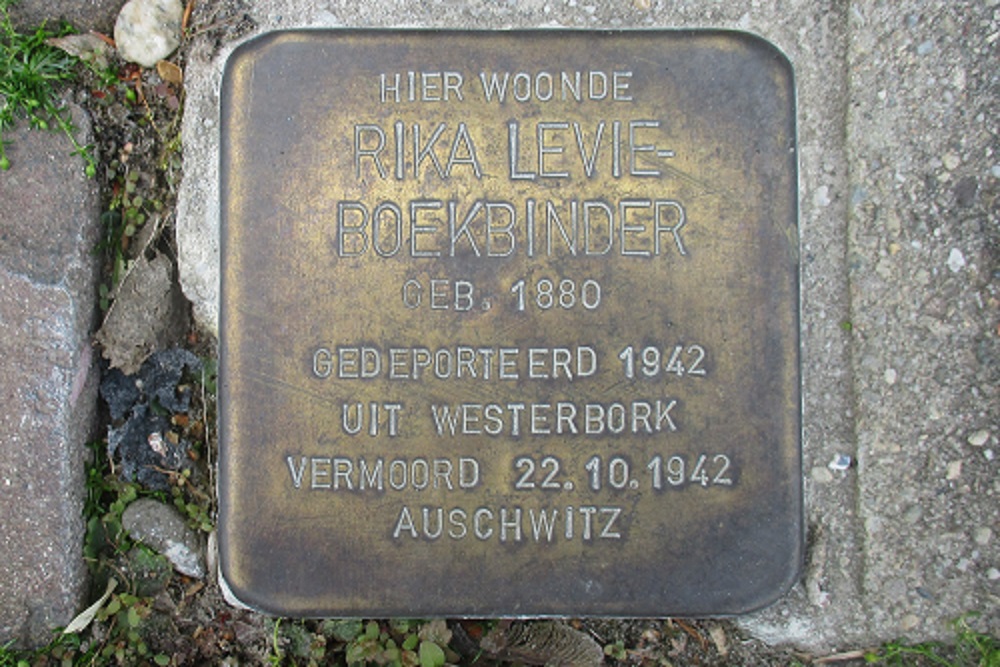 HIER WOONDE
RIKA LEVIE-
BOEKBINDER
GEB. 1880
GEDEPORTEERD 1942
UIT WESTERBORK
VERMOORD 22.10.1942
AUSCHWITZ